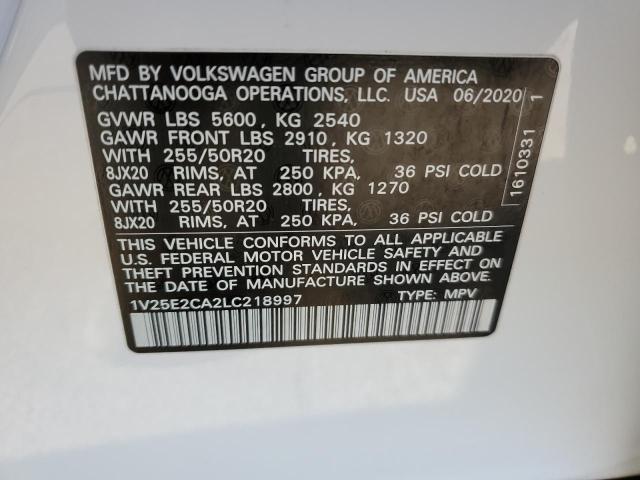 MFD BY VOLKSWAGEN GROUP OF AMERICA
CHATTANOOGA OPERATIONS, LLC. USA 06/2020
GVWR LBS 5600, KG 2540
GAWR FRONT LBS 2910, KG 1320
WITH 255/50R20 TIRES,
8JX20 RIMS, AT 250 KPA, 36 PSI COLD
GAWR REAR LBS 2800, KG 1270
WITH 255/50R20 TIRES,
8JX20 RIMS, AT 250 KPA, 36 PSI COLD
THIS VEHICLE CONFORMS TO ALL APPLICABLE
U.S. FEDERAL MOTOR VEHICLE SAFETY AND
THEFT PREVENTION STANDARDS IN EFFECT ON
THE DATE OF MANUFACTURE SHOWN ABOVE.
1V25E2CA2LC218997 TYPE: MPV
1610331 1